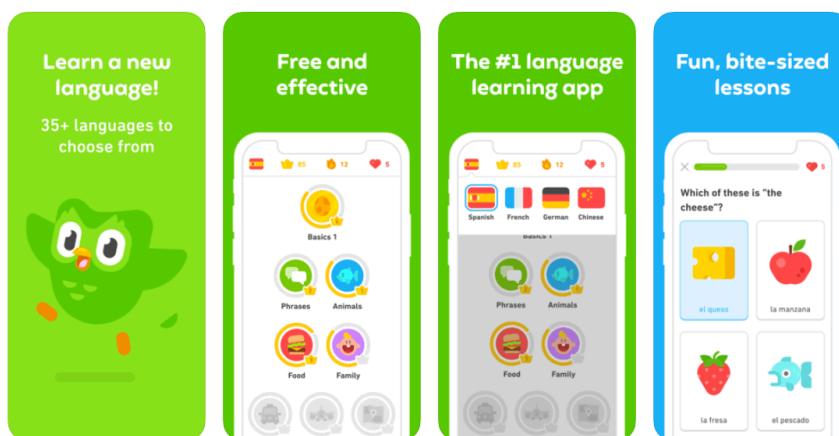 Learn a new
language!
35+ languages to
choose from
Free and
effective
85
12
5
Basics 1
Phrases
Animals
Food
Family
The #1 language
learning app
85
12
5
Spanish
French
German
Chinese
Basics 1
Phrases
Animals
Food
Family
Fun, bite-sized
lessons
5
Which of these is "the
cheese"?
el queso
la manzana
la fresa
el pescado